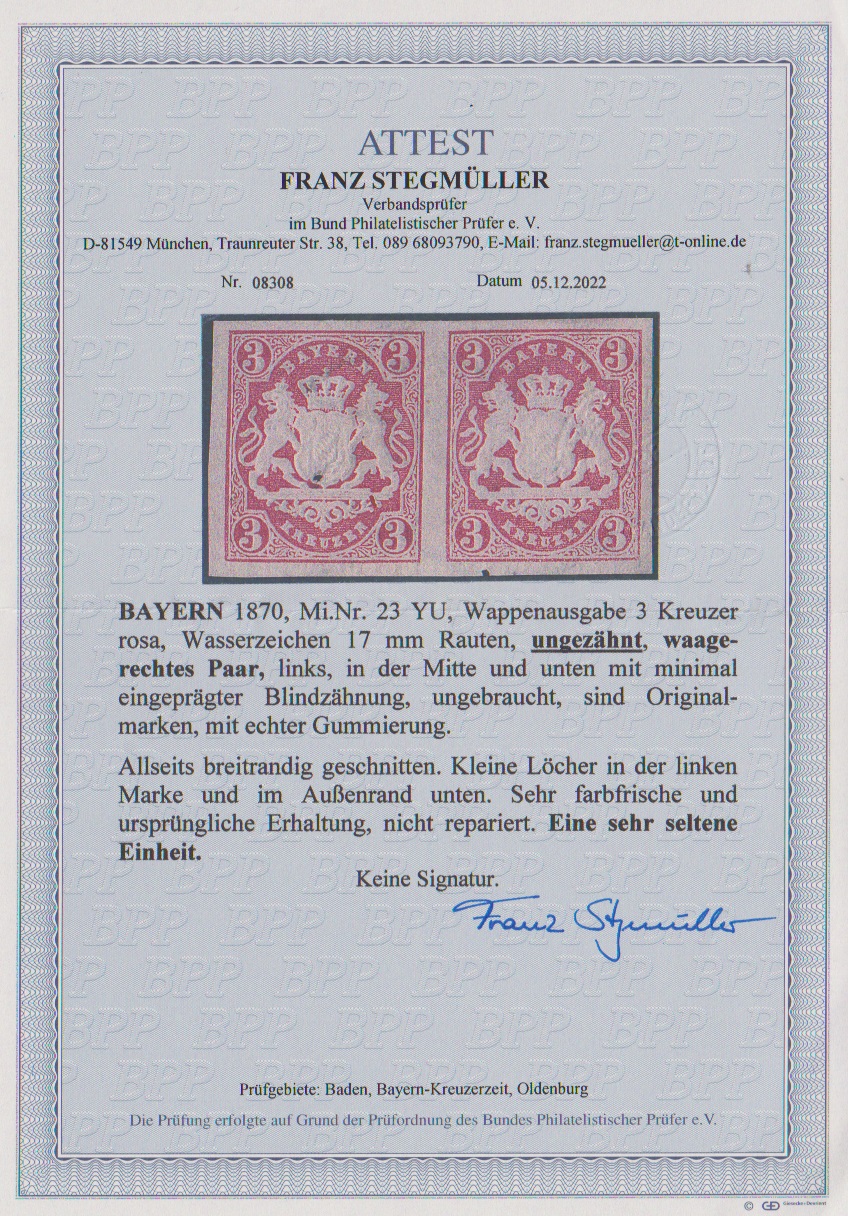 ATTEST
FRANZ STEGMÜLLER
Verbandsprüfer
im Bund Philatelistischer Prüfer e. V.
D-81549 München, Traunreuter Str. 38, Tel. 089 68093790, E-Mail: franz.stegmueller@t-online.de
Nr. 08308 Datum 05.12.2022
3 BAYERN 3 3 BAYERN 3
3 KREUZER 3 3 KREUZER 3
BAYERN 1870, Mi.Nr. 23 YU, Wappenausgabe 3 Kreuzer
rosa, Wasserzeichen 17 mm Rauten, ungezähnt, waage-
rechtes Paar, links, in der Mitte und unten mit minimal
eingeprägter Blindzähnung, ungebraucht, sind Original-
marken, mit echter Gummierung.
Allseits breitrandig geschnitten. Kleine Löcher in der linken
Marke und im Außenrand unten. Sehr farbfrische und
ursprüngliche Erhaltung, nicht repariert. Eine sehr seltene
Einheit.
Keine Signatur.
Franz Stegmüller
Prüfgebiete: Baden, Bayern-Kreuzerzeit, Oldenburg
Die Prüfung erfolgte auf Grund der Prüfordnung des Bundes Philatelistischer Prüfer e.V.
© GD Giesecke+Devrient